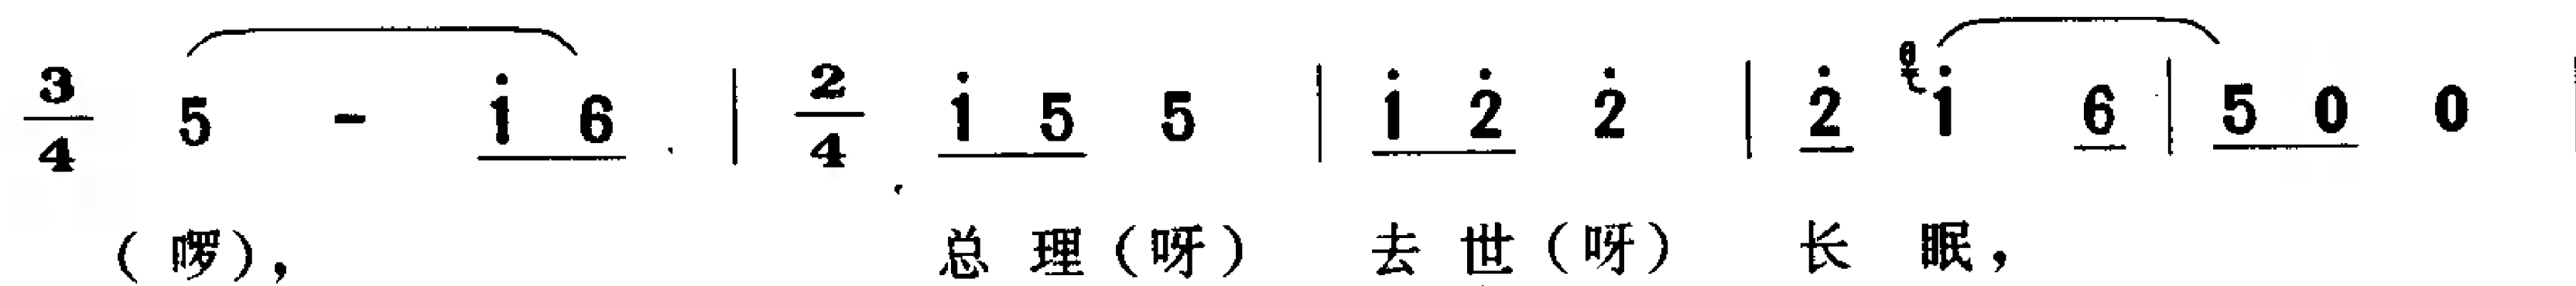 3/4 5 - i̇ 6 | 2/4 i̇ 5 5 | i̇ 2̇ 2̇ | 2̇ 6 i̇ 6 | 5 0 0 |
（啰），总理（呀）去世（呀）长眠，